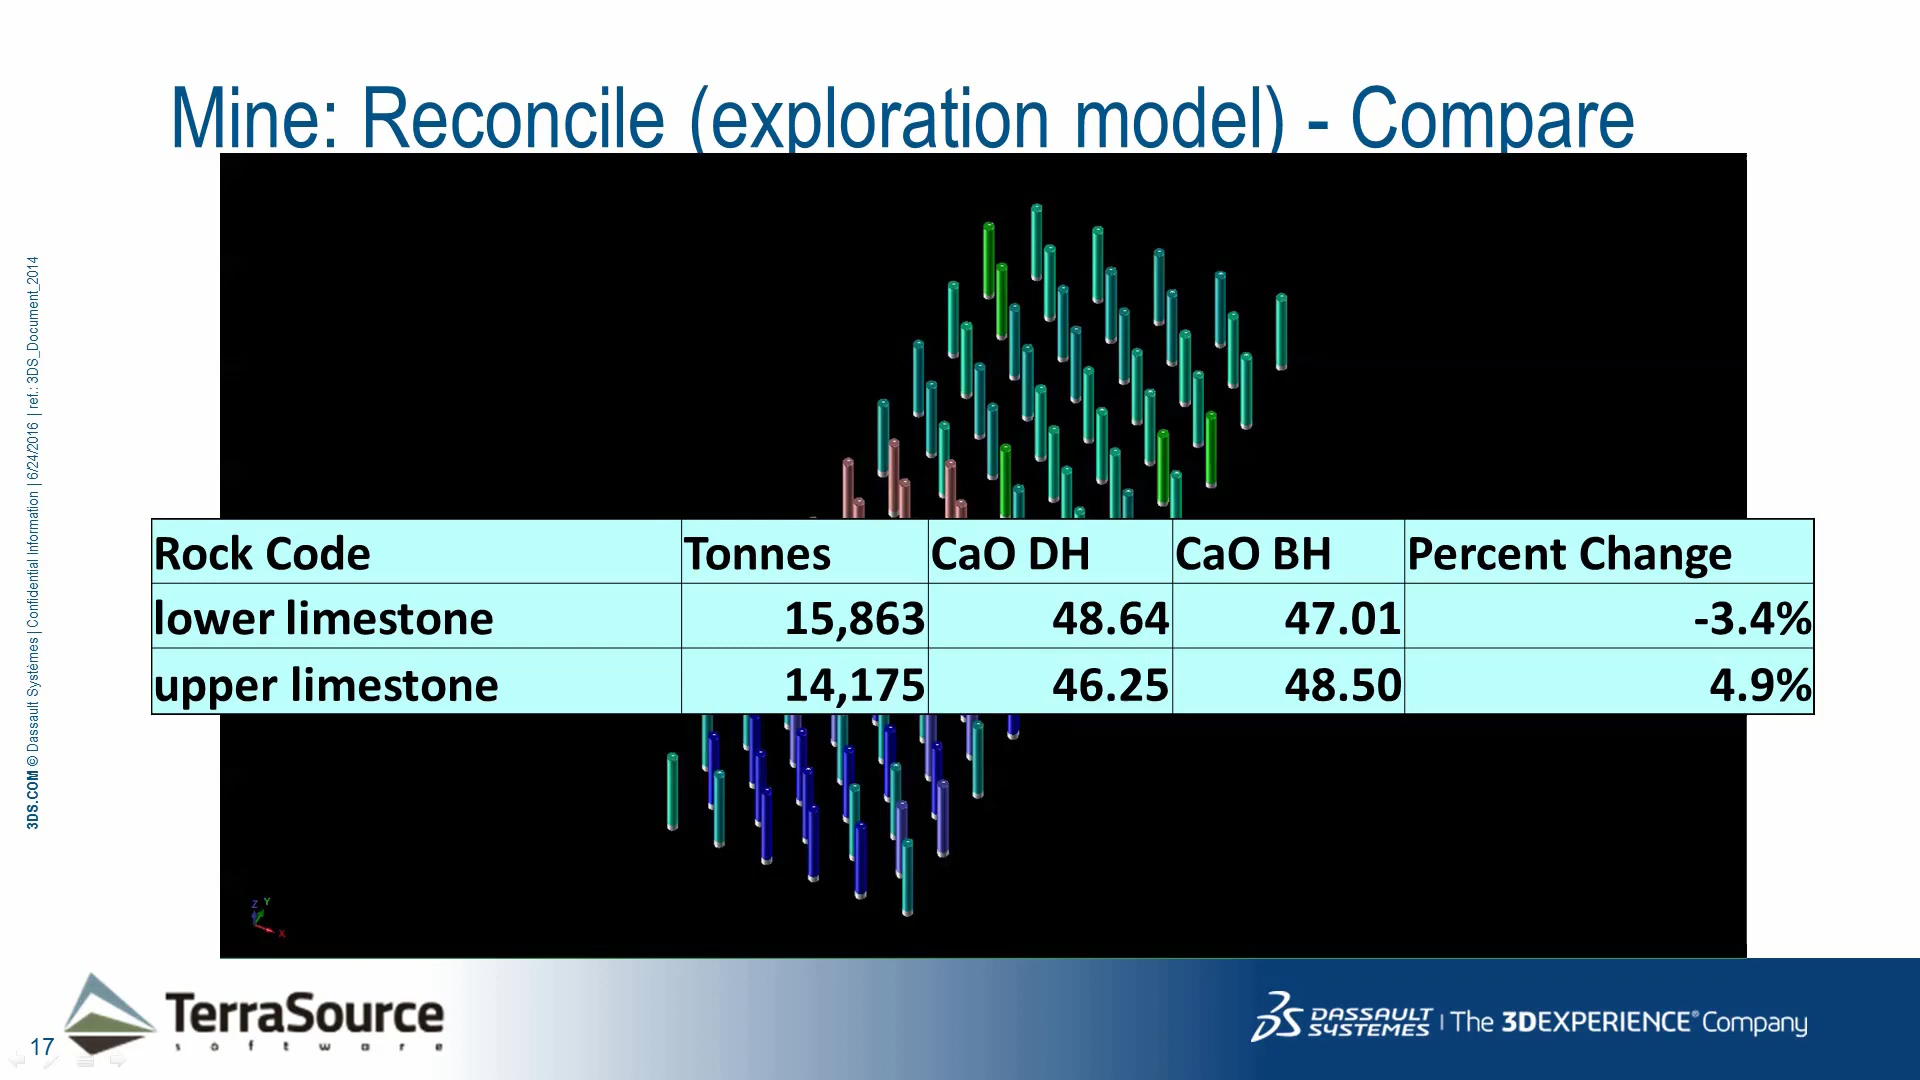 Mine: Reconcile (exploration model) - Compare
3DS.COM © Dassault Systèmes | Confidential Information | 6/24/2016 | ref.: 3DS_Document_2014
Rock Code Tonnes CaO DH CaO BH Percent Change
lower limestone 15,863 48.64 47.01 -3.4%
upper limestone 14,175 46.25 48.50 4.9%
Z Y
X
TerraSource
software
DASSAULT SYSTEMES | The 3DEXPERIENCE® Company
17